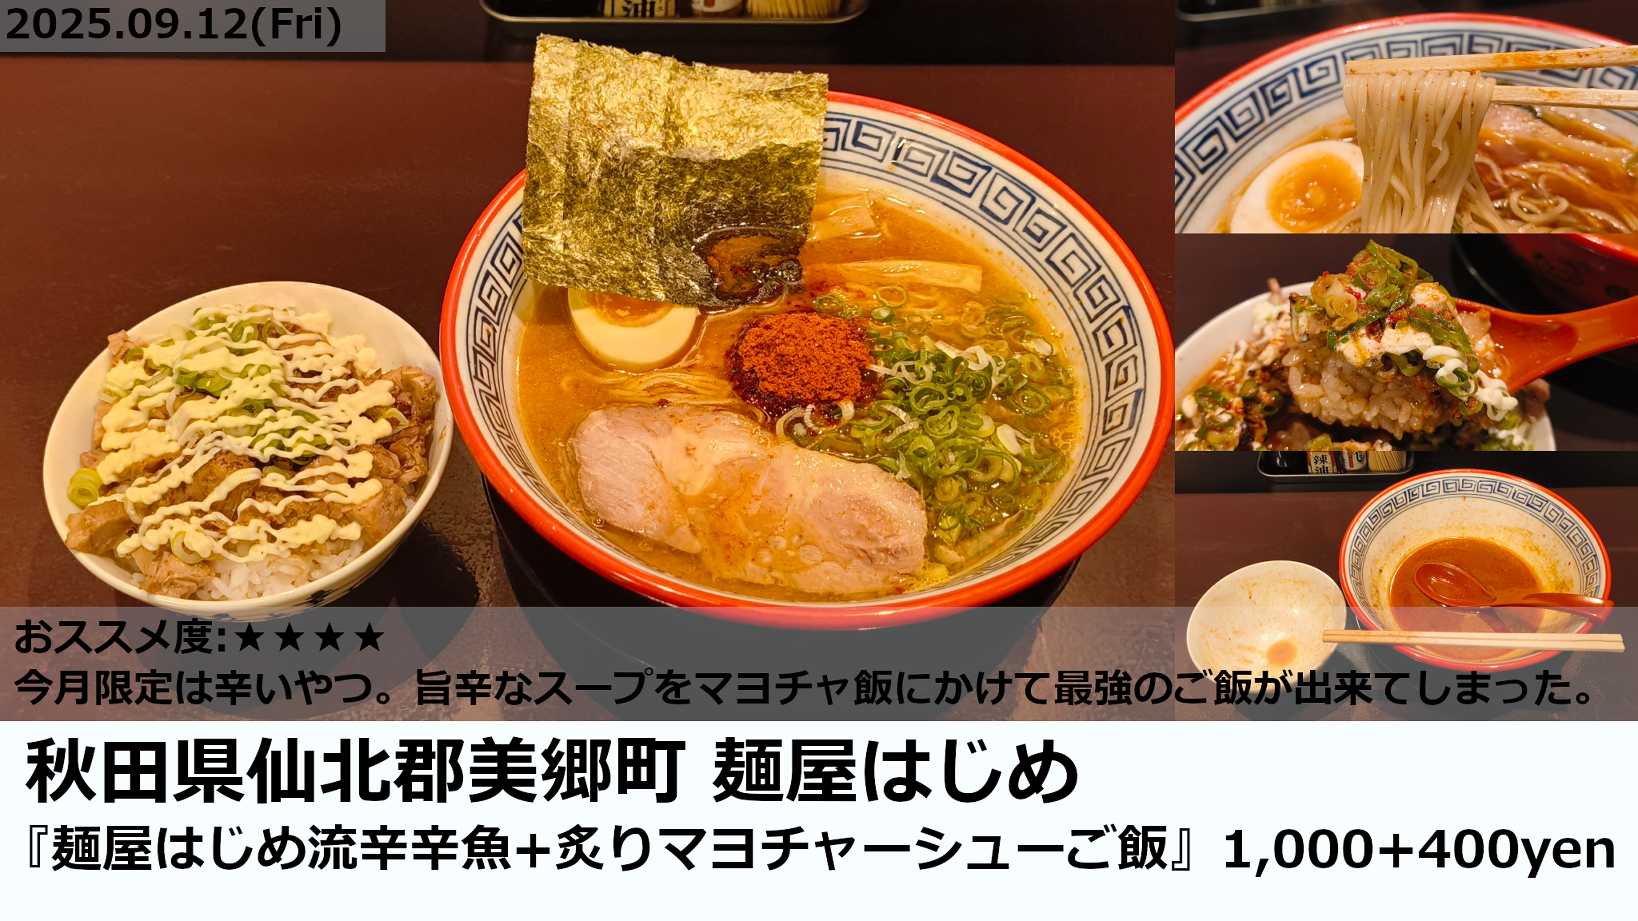 2025.09.12(Fri)
おススメ度:★★★★
今月限定は辛いやつ。旨辛なスープをマヨチャ飯にかけて最強のご飯が出来てしまった。
秋田県仙北郡美郷町 麺屋はじめ
『麺屋はじめ流辛辛魚+炙りマヨチャーシューご飯』1,000+400yen